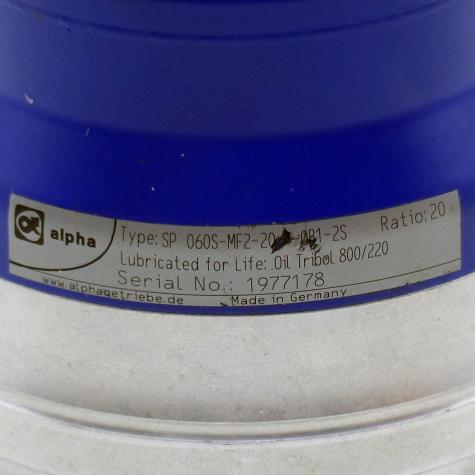 alpha
Type: SP 060S-MF2-20 -2S Ratio: 20
Lubricated for Life: Oil Tribol 800/220
Serial No.: 1977178
www.alphagetriebe.de Made in Germany